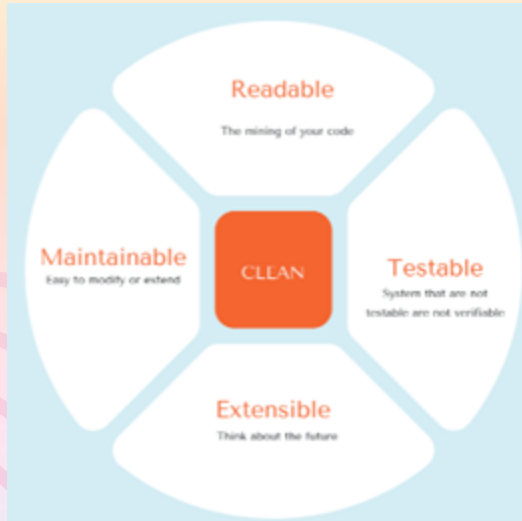 Readable
The mining of your code
Maintainable
Easy to modify or extend
CLEAN
Testable
System that are not
testable are not verifiable
Extensible
Think about the future